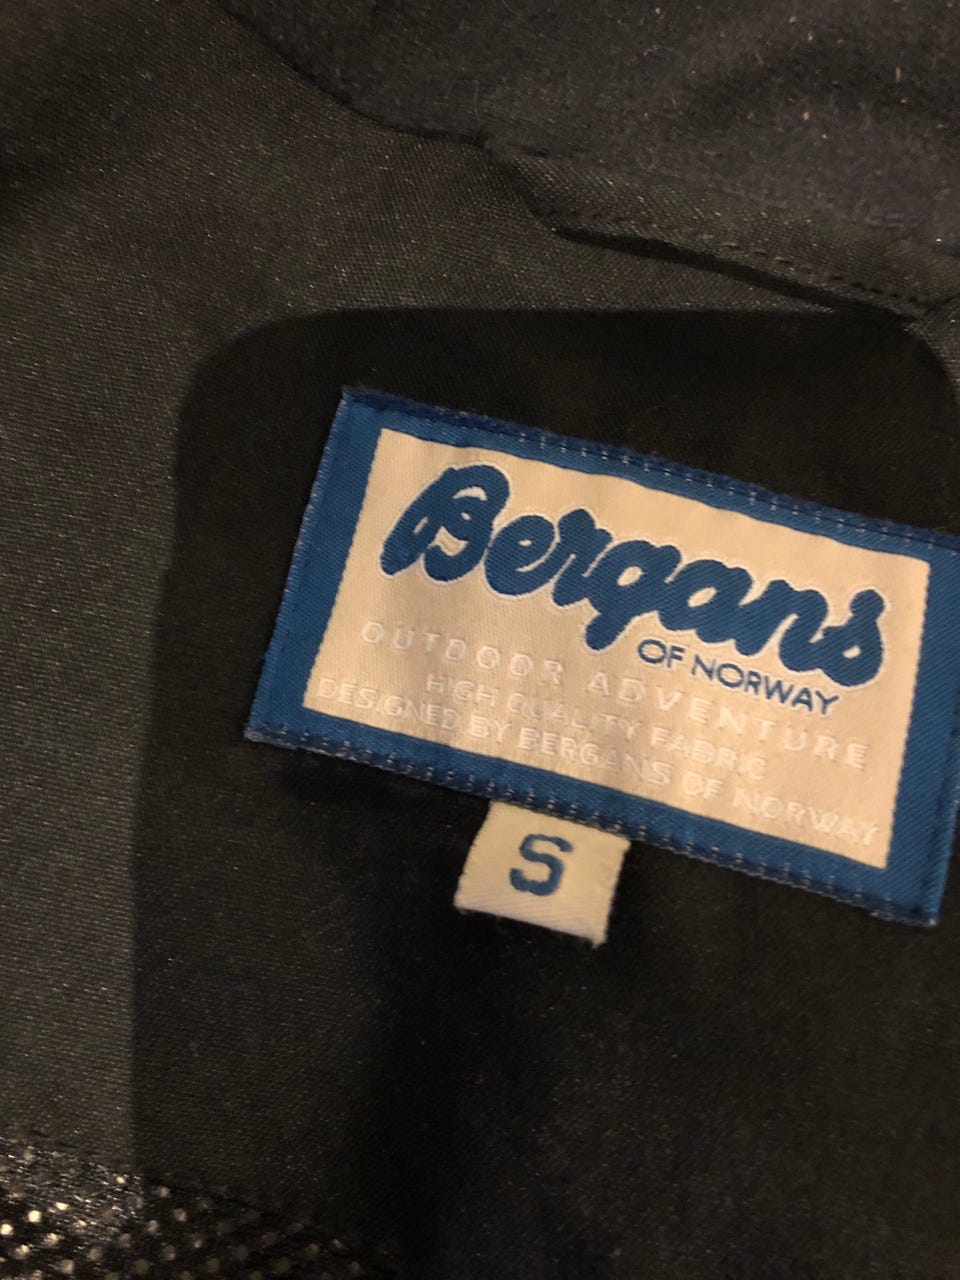 Bergans
OF NORWAY
OUTDOOR ADVENTURE
HIGH QUALITY FABRIC
DESIGNED BY BERGANS OF NORWAY
S